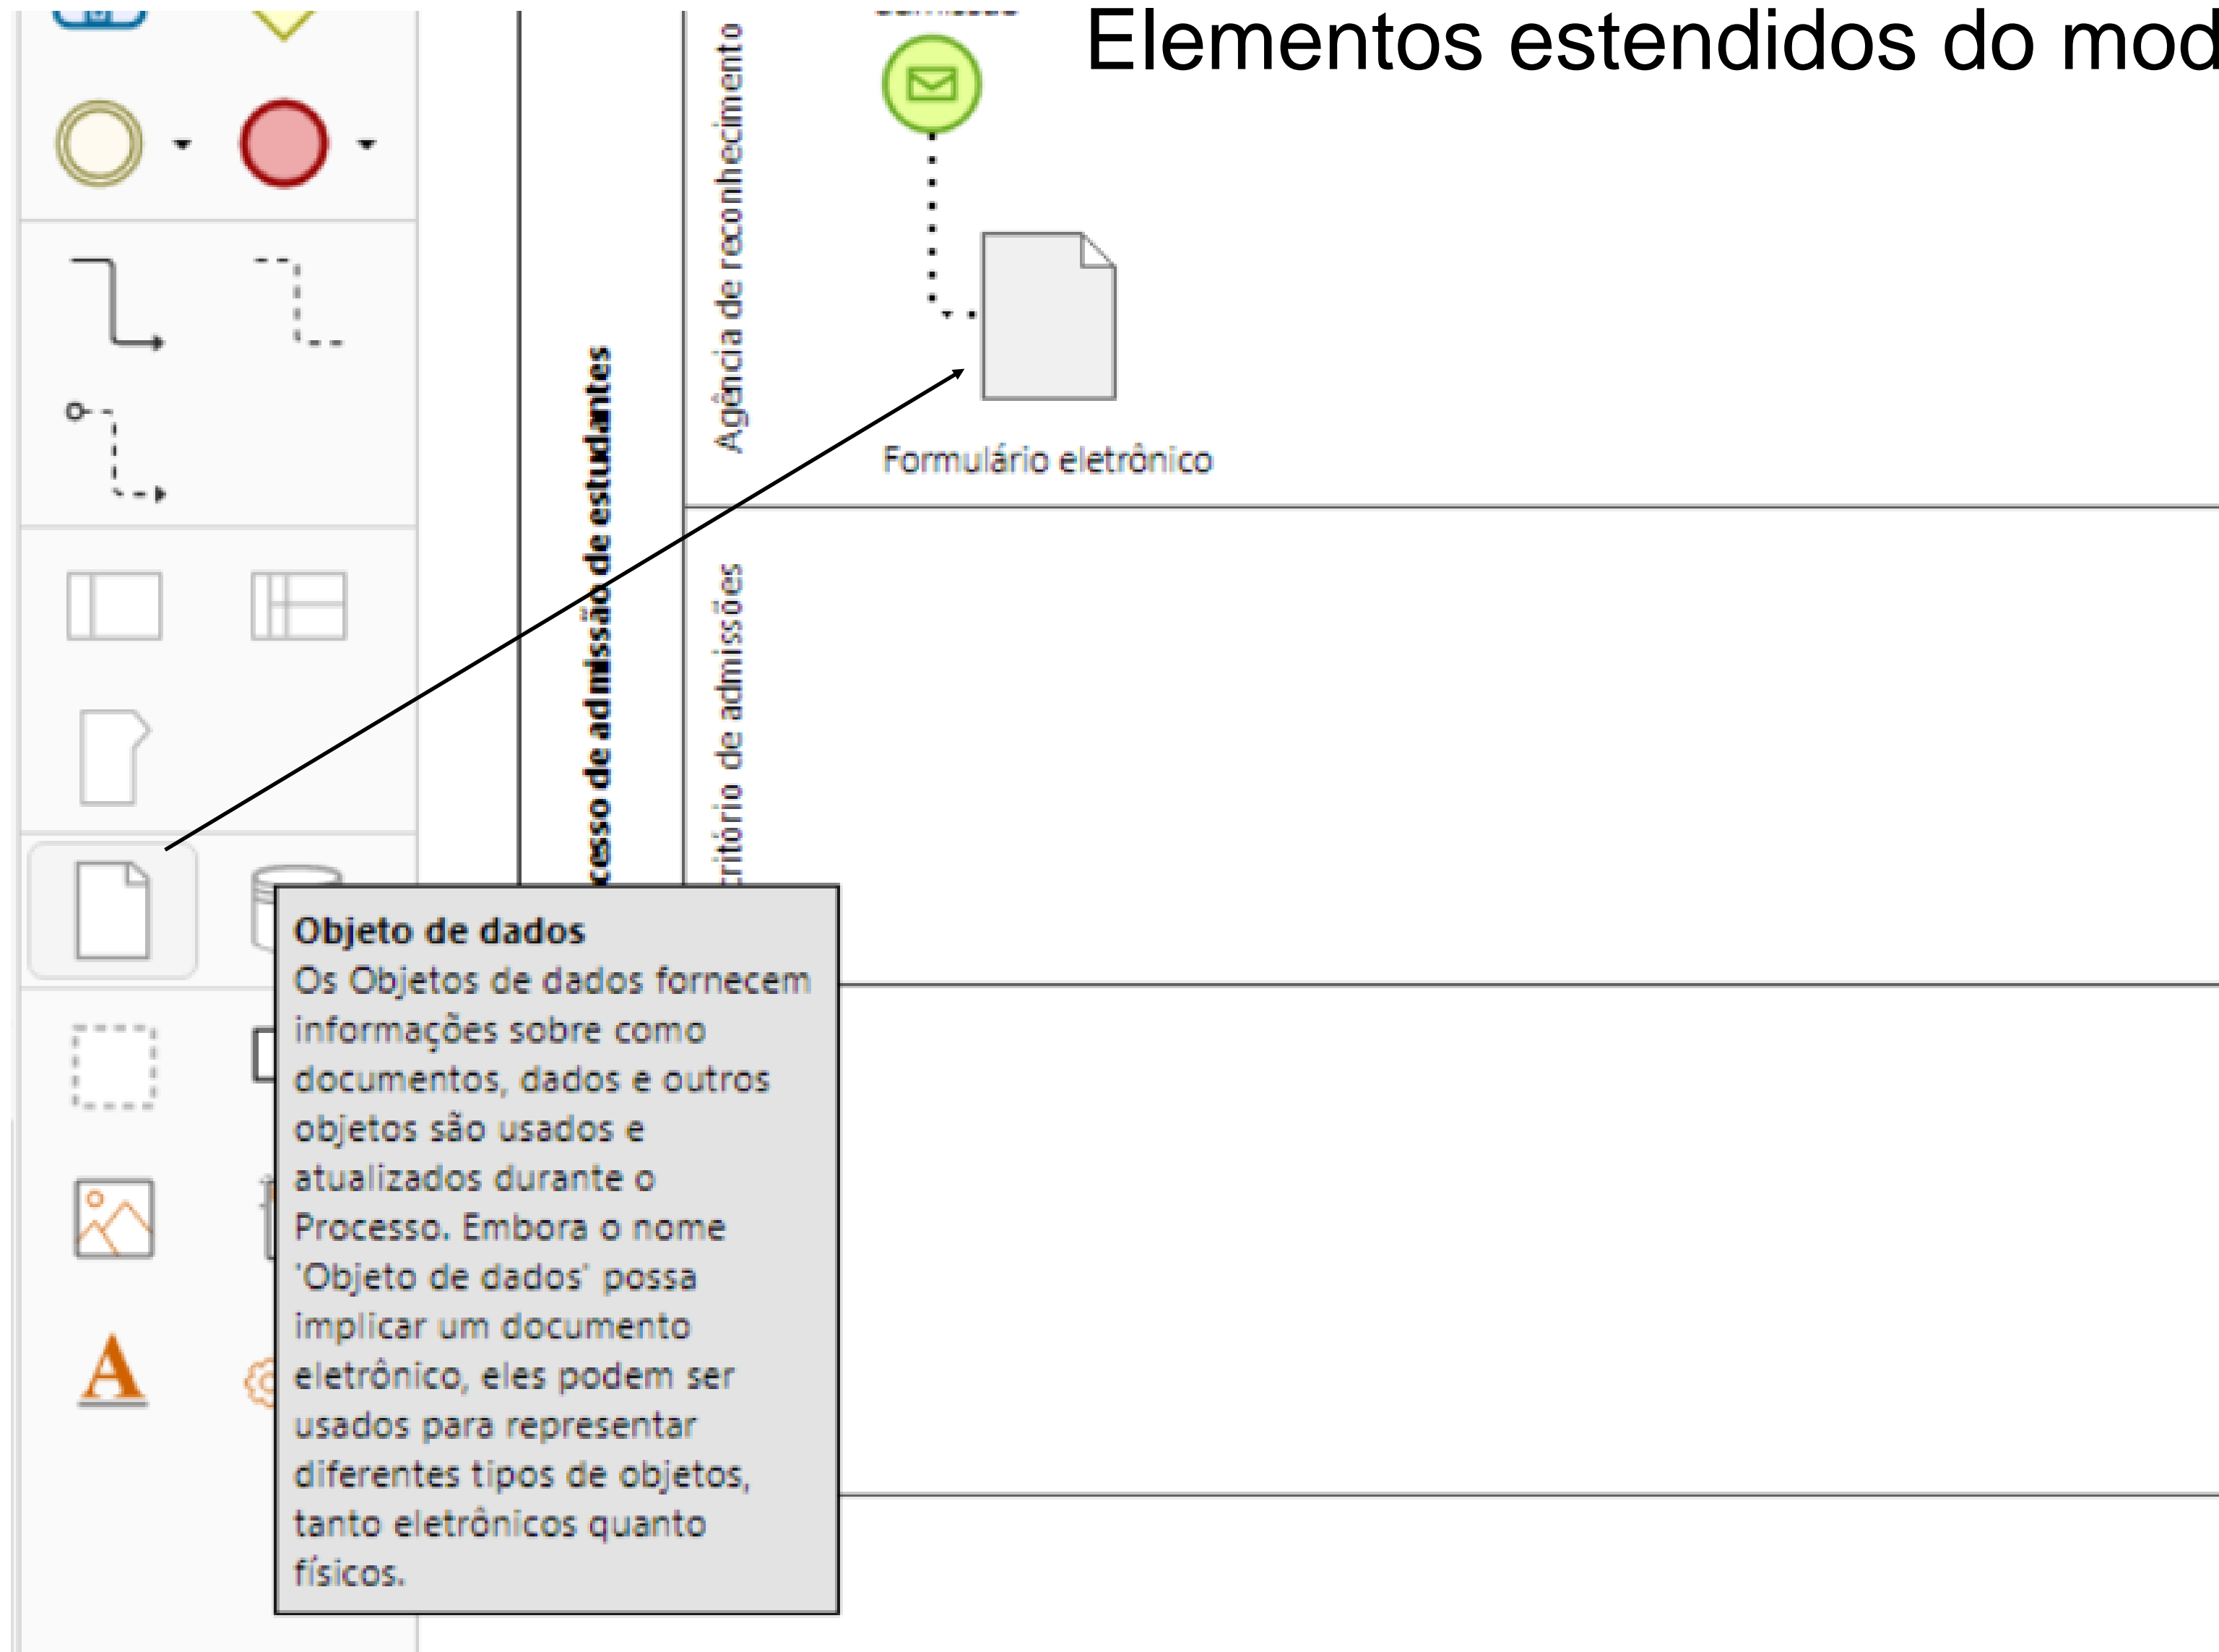 Elementos estendidos do mod
Agência de reconhecimento
Formulário eletrônico
cesso de admissão de estudantes
critório de admissões
Objeto de dados
Os Objetos de dados fornecem
informações sobre como
documentos, dados e outros
objetos são usados e
atualizados durante o
Processo. Embora o nome
'Objeto de dados' possa
implicar um documento
eletrônico, eles podem ser
usados para representar
diferentes tipos de objetos,
tanto eletrônicos quanto
físicos.
A